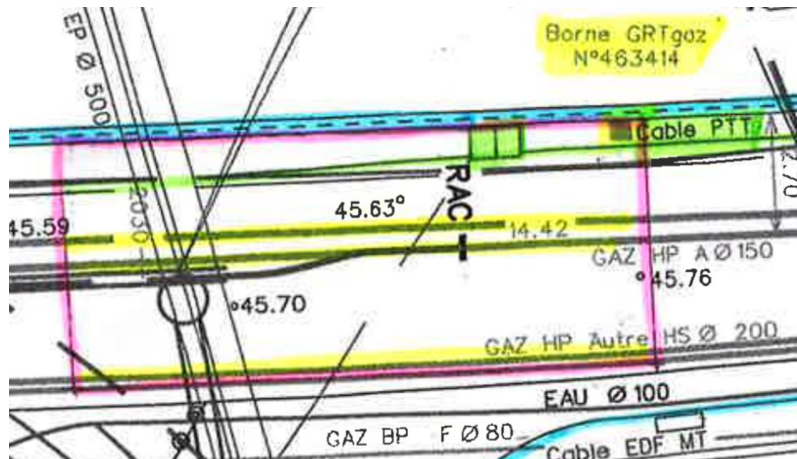 EP Ø 500
Borne GRTgaz
N°463414
Cable PTT
2.70
RAC
2030
45.59
45.63°
14.42
GAZ HP A Ø 150
°45.76
°45.70
GAZ HP Autre HS Ø 200
EAU Ø 100
GAZ BP F Ø 80
Cable EDF MT